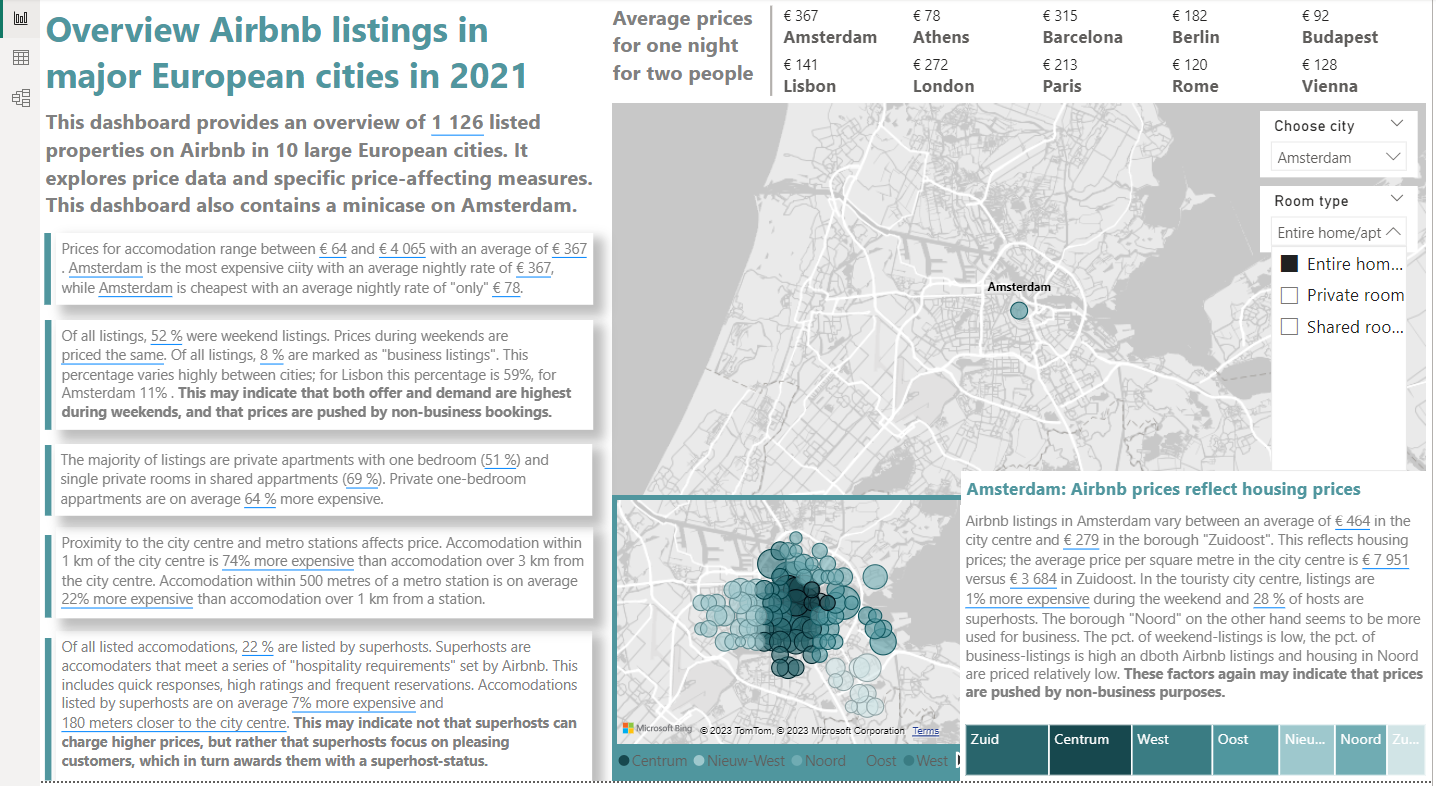 Overview Airbnb listings in
major European cities in 2021
This dashboard provides an overview of 1 126 listed
properties on Airbnb in 10 large European cities. It
explores price data and specific price-affecting measures.
This dashboard also contains a minicase on Amsterdam.
Prices for accomodation range between € 64 and € 4 065 with an average of € 367
. Amsterdam is the most expensive ciity with an average nightly rate of € 367,
while Amsterdam is cheapest with an average nightly rate of "only" € 78.
Of all listings, 52 % were weekend listings. Prices during weekends are
priced the same. Of all listings, 8 % are marked as "business listings". This
percentage varies highly between cities; for Lisbon this percentage is 59%, for
Amsterdam 11% . This may indicate that both offer and demand are highest
during weekends, and that prices are pushed by non-business bookings.
The majority of listings are private apartments with one bedroom (51 %) and
single private rooms in shared appartments (69 %). Private one-bedroom
appartments are on average 64 % more expensive.
Proximity to the city centre and metro stations affects price. Accomodation within
1 km of the city centre is 74% more expensive than accomodation over 3 km from
the city centre. Accomodation within 500 metres of a metro station is on average
22% more expensive than accomodation over 1 km from a station.
Of all listed accomodations, 22 % are listed by superhosts. Superhosts are
accomodaters that meet a series of "hospitality requirements" set by Airbnb. This
includes quick responses, high ratings and frequent reservations. Accomodations
listed by superhosts are on average 7% more expensive and
180 meters closer to the city centre. This may indicate not that superhosts can
charge higher prices, but rather that superhosts focus on pleasing
customers, which in turn awards them with a superhost-status.
Average prices
for one night
for two people
€ 367 € 78 € 315 € 182 € 92
Amsterdam Athens Barcelona Berlin Budapest
€ 141 € 272 € 213 € 120 € 128
Lisbon London Paris Rome Vienna
Choose city
Amsterdam
Room type
Entire home/apt
Entire hom...
Private room
Shared roo...
Amsterdam
Microsoft Bing © 2023 TomTom, © 2023 Microsoft Corporation Terms
Centrum Nieuw-West Noord Oost West
Amsterdam: Airbnb prices reflect housing prices
Airbnb listings in Amsterdam vary between an average of € 464 in the
city centre and € 279 in the borough "Zuidoost". This reflects housing
prices; the average price per square metre in the city centre is € 7 951
versus € 3 684 in Zuidoost. In the touristy city centre, listings are
1% more expensive during the weekend and 28 % of hosts are
superhosts. The borough "Noord" on the other hand seems to be more
used for business. The pct. of weekend-listings is low, the pct. of
business-listings is high an dboth Airbnb listings and housing in Noord
are priced relatively low. These factors again may indicate that prices
are pushed by non-business purposes.
Zuid Centrum West Oost Nieu... Noord Zu...